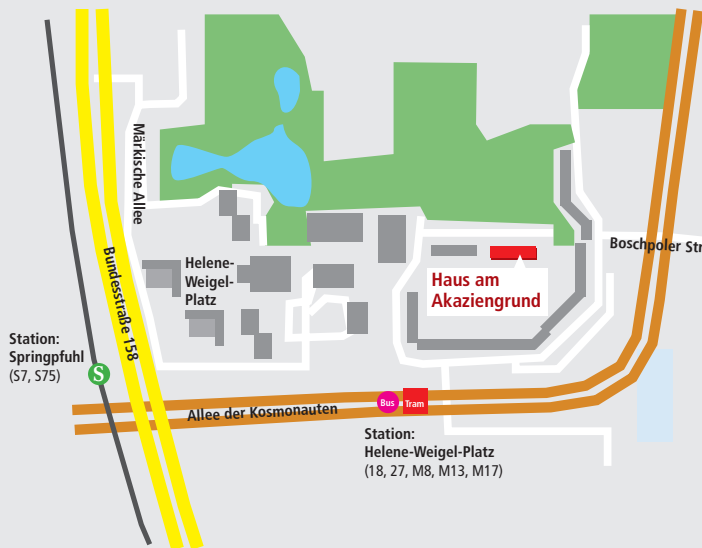 Märkische Allee
Bundesstraße 158
Helene-
Weigel-
Platz
Boschpoler Str
Haus am
Akaziengrund
Station:
Springpfuhl
(S7, S75)
S
Allee der Kosmonauten
Bus
Tram
Station:
Helene-Weigel-Platz
(18, 27, M8, M13, M17)